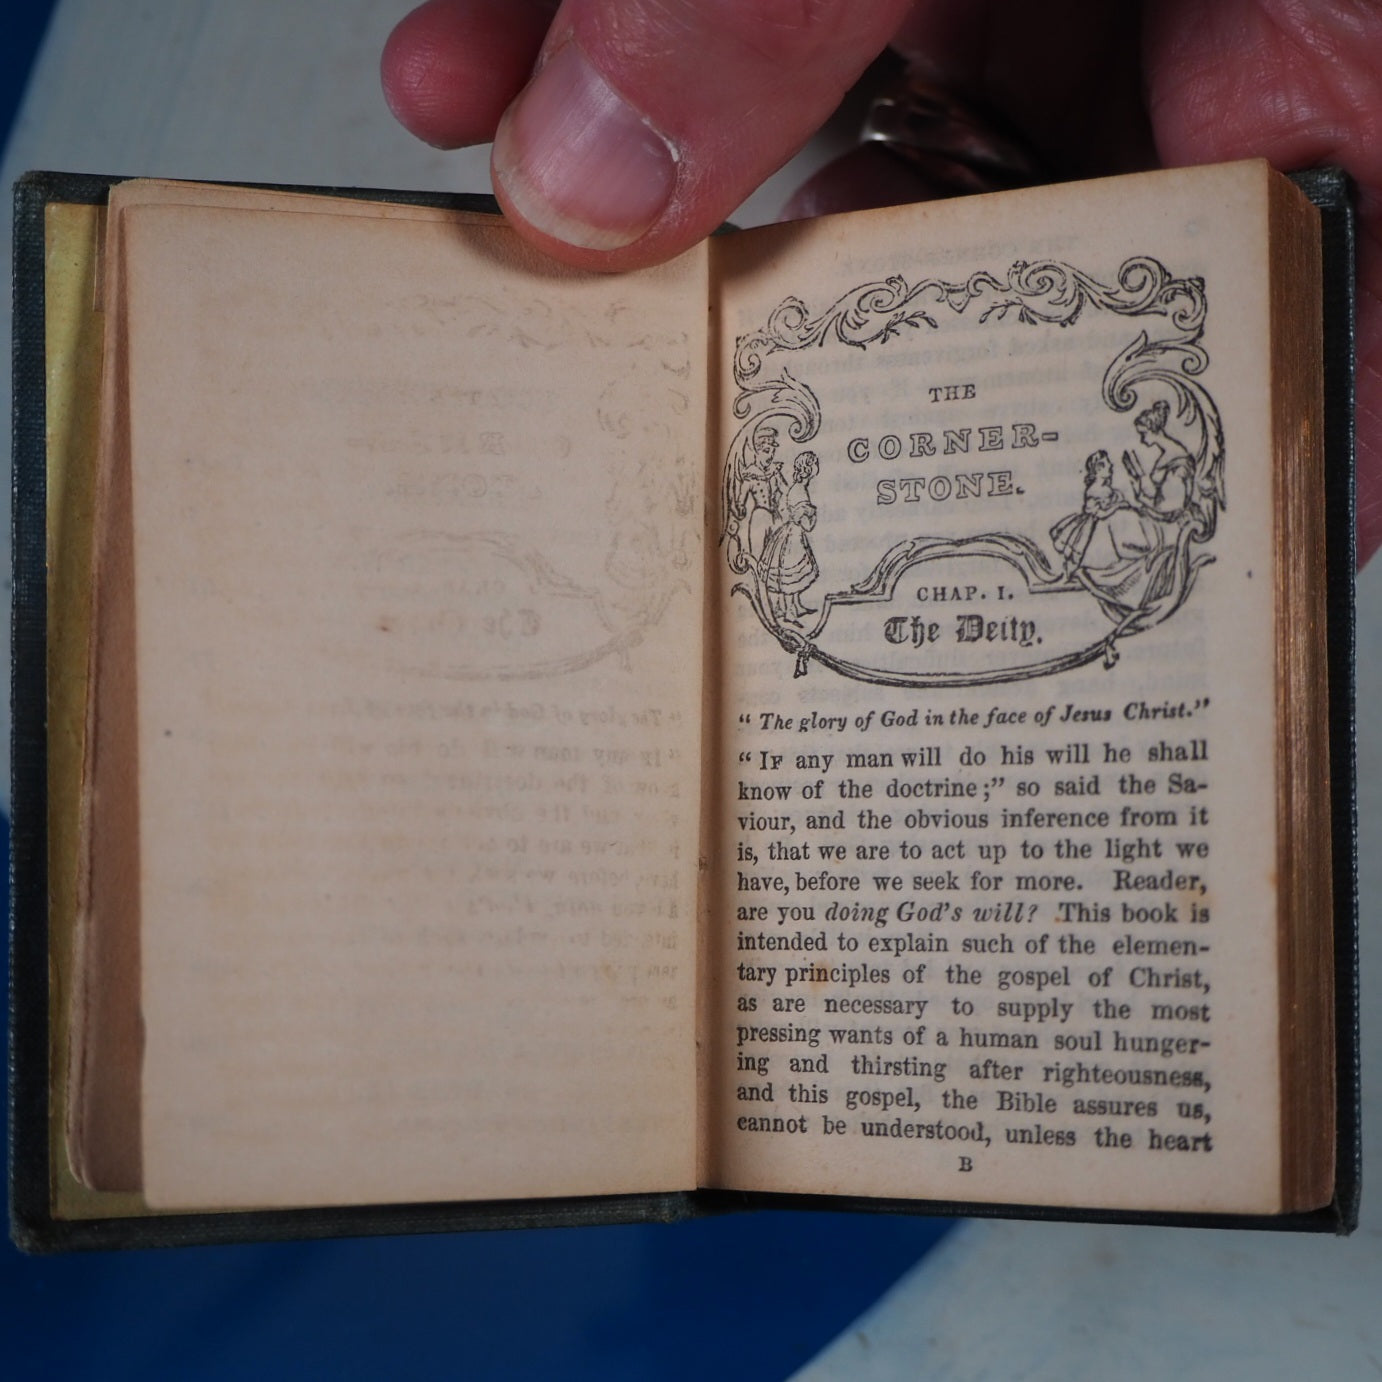 THE
CORNER-
STONE.
CHAP. I.
The Deity.
“ The glory of God in the face of Jesus Christ.”
“ IF any man will do his will he shall
know of the doctrine ;” so said the Sa-
viour, and the obvious inference from it
is, that we are to act up to the light we
have, before we seek for more. Reader,
are you doing God's will? This book is
intended to explain such of the elemen-
tary principles of the gospel of Christ,
as are necessary to supply the most
pressing wants of a human soul hunger-
ing and thirsting after righteousness,
and this gospel, the Bible assures us,
cannot be understood, unless the heart
B